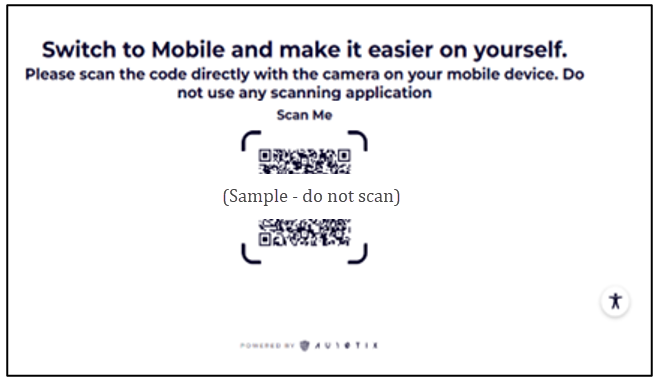 Switch to Mobile and make it easier on yourself.
Please scan the code directly with the camera on your mobile device. Do
not use any scanning application
Scan Me
(Sample - do not scan)
POWERED BY AU10TIX